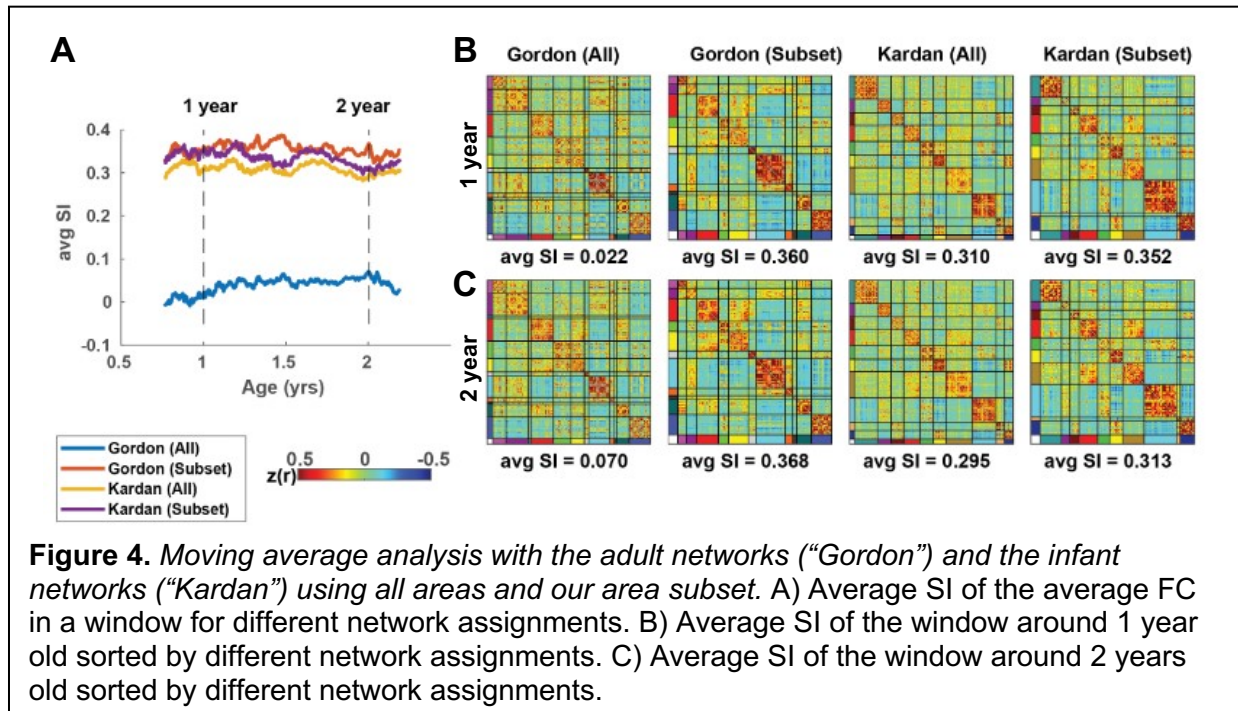 A
1 year
2 year
0.4
0.3
0.2
0.1
0
-0.1
avg SI
0.5
1
1.5
2
Age (yrs)
Gordon (All)
Gordon (Subset)
Kardan (All)
Kardan (Subset)
z(r)
0.5
0
-0.5
B
Gordon (All)
Gordon (Subset)
Kardan (All)
Kardan (Subset)
1 year
avg SI = 0.022
avg SI = 0.360
avg SI = 0.310
avg SI = 0.352
C
2 year
avg SI = 0.070
avg SI = 0.368
avg SI = 0.295
avg SI = 0.313
Figure 4. Moving average analysis with the adult networks (“Gordon”) and the infant
networks (“Kardan”) using all areas and our area subset. A) Average SI of the average FC
in a window for different network assignments. B) Average SI of the window around 1 year
old sorted by different network assignments. C) Average SI of the window around 2 years
old sorted by different network assignments.